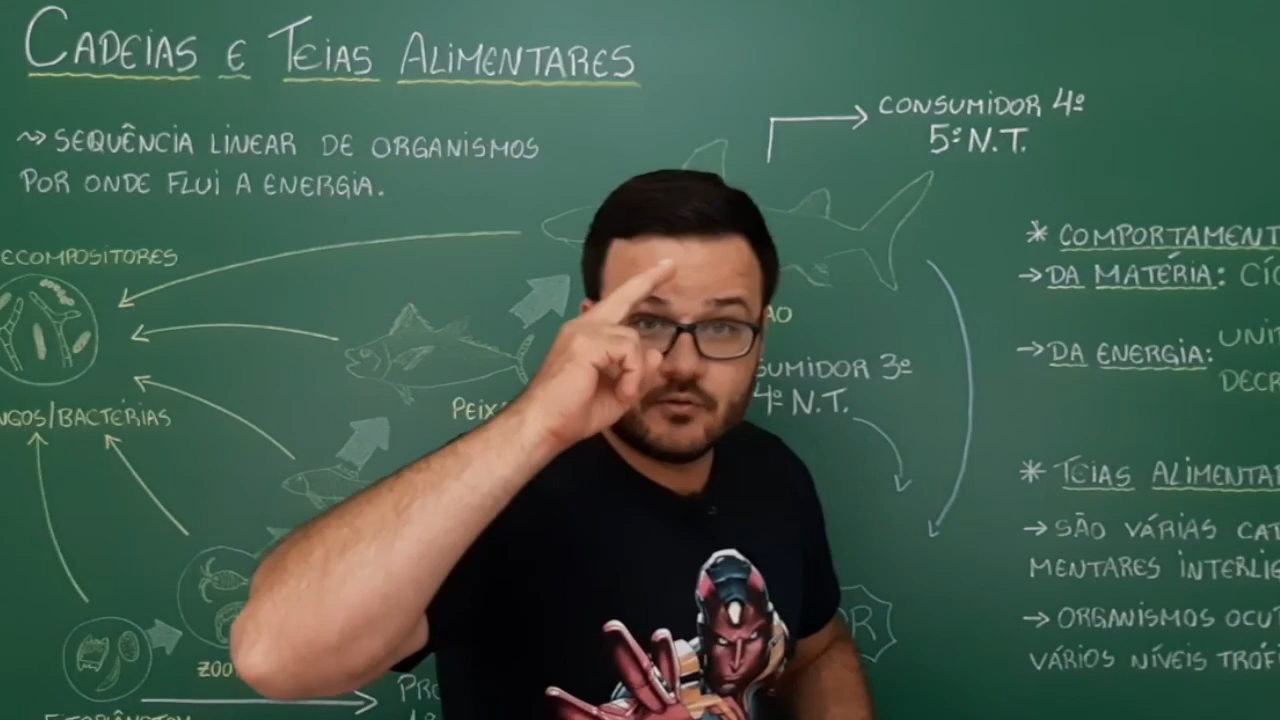 CADEIAS E TEIAS ALIMENTARES
~> SEQUÊNCIA LINEAR DE ORGANISMOS
POR ONDE FLUI A ENERGIA.
CONSUMIDOR 4º
5º N.T.
ECOMPOSITORES
* COMPORTAMENT
→ DA MATÉRIA: CÍC
→ DA ENERGIA: UNI
DECR
SUMIDOR 3º
4º N.T.
PEIX
NGOS/BACTÉRIAS
* TEIAS ALIMENTA
→ SÃO VÁRIAS
MENTARES INTERLIG
→ ORGANISMOS OCU
VÁRIOS NÍVEIS TRÓF
ZOO
PRO